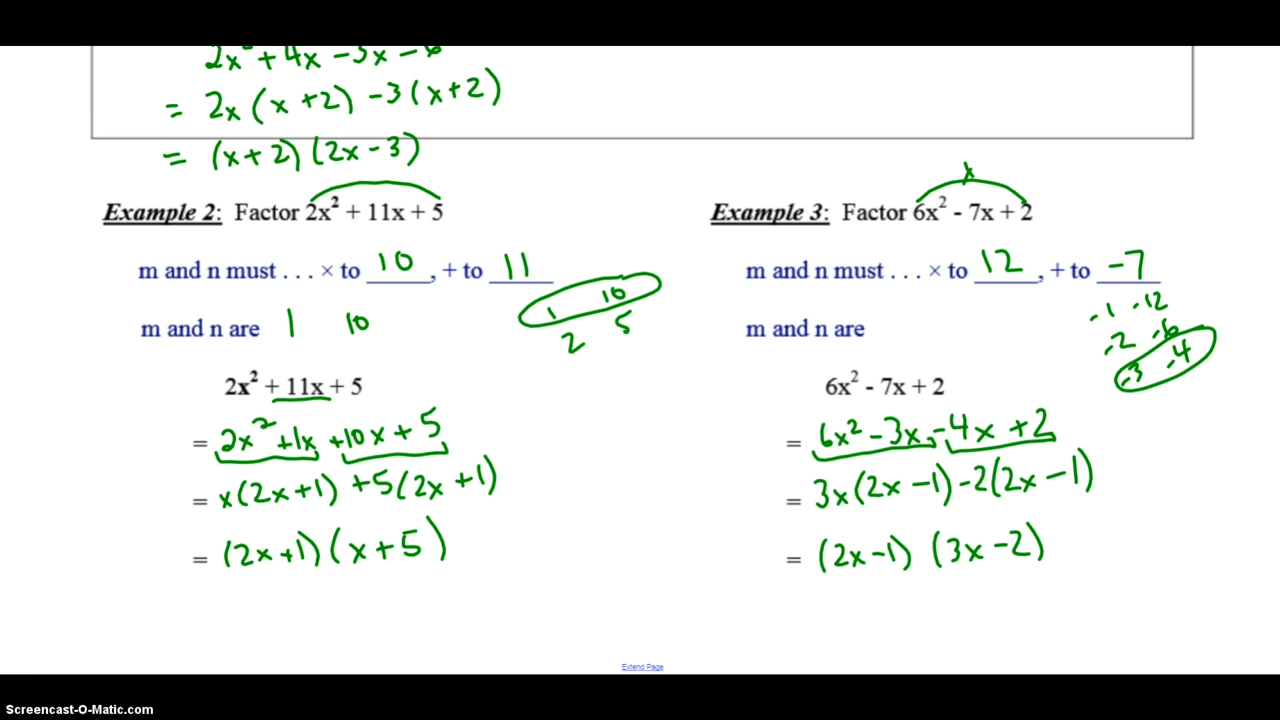 2x² + 4x - 3x - 6
= 2x(x+2) -3(x+2)
= (x+2)(2x-3)
Example 2: Factor 2x² + 11x + 5
m and n must . . . × to 10, + to 11
1 10
2 5
m and n are 1 10
2x² + 11x + 5
= 2x² +1x +10x + 5
= x(2x+1) +5(2x+1)
= (2x+1)(x+5)
x
Example 3: Factor 6x² - 7x + 2
m and n must . . . × to 12, + to -7
-1 -12
-2 -6
-3 -4
m and n are
6x² - 7x + 2
= 6x² - 3x - 4x + 2
= 3x(2x-1) -2(2x-1)
= (2x-1) (3x-2)
Extend Page
Screencast-O-Matic.com